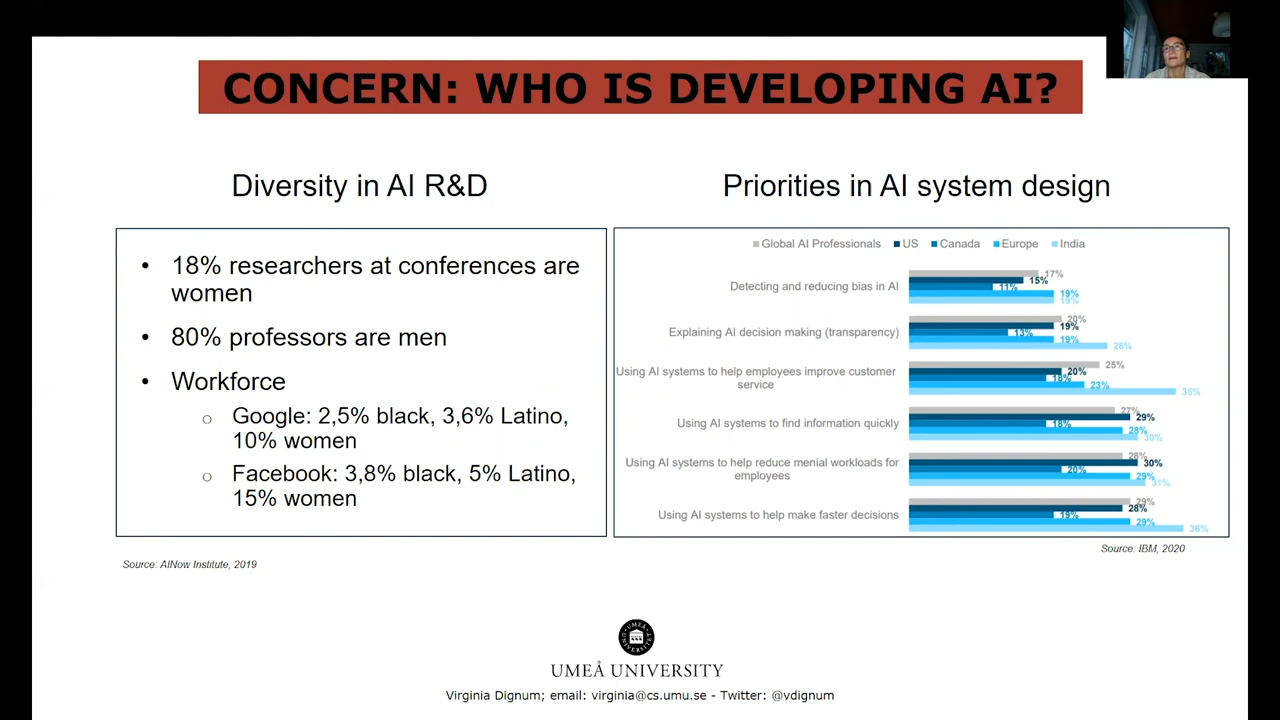 CONCERN: WHO IS DEVELOPING AI?
Diversity in AI R&D
• 18% researchers at conferences are
women
• 80% professors are men
• Workforce
o Google: 2,5% black, 3,6% Latino,
10% women
o Facebook: 3,8% black, 5% Latino,
15% women
Source: AINow Institute, 2019
Priorities in AI system design
Global AI Professionals US Canada Europe India
Detecting and reducing bias in AI
17%
15%
11%
19%
19%
Explaining AI decision making (transparency)
20%
19%
13%
19%
26%
Using AI systems to help employees improve customer
service
25%
20%
18%
23%
35%
Using AI systems to find information quickly
27%
29%
18%
28%
30%
Using AI systems to help reduce menial workloads for
employees
28%
30%
20%
29%
31%
Using AI systems to help make faster decisions
29%
28%
19%
29%
36%
Source: IBM, 2020
UMEÅ UNIVERSITY
Virginia Dignum; email: virginia@cs.umu.se - Twitter: @vdignum